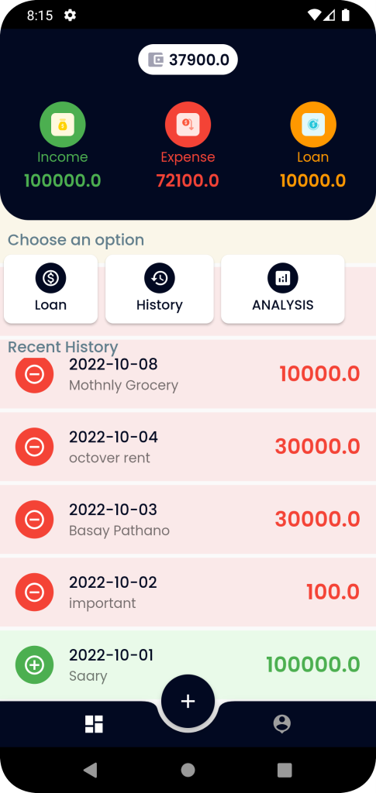 8:15
37900.0
Income Expense Loan
100000.0 72100.0 10000.0
Choose an option
Loan History ANALYSIS
Recent History
2022-10-08
Mothnly Grocery
10000.0
2022-10-04
octover rent
30000.0
2022-10-03
Basay Pathano
30000.0
2022-10-02
important
100.0
2022-10-01
Saary
100000.0